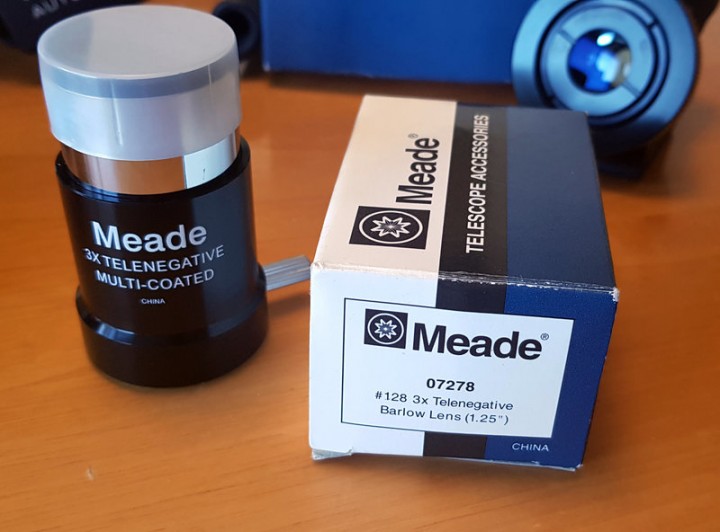 Meade
3X TELENEGATIVE
MULTI-COATED
CHINA
Meade®
TELESCOPE ACCESSORIES
Meade®
07278
#128 3x Telenegative
Barlow Lens (1.25")
CHINA